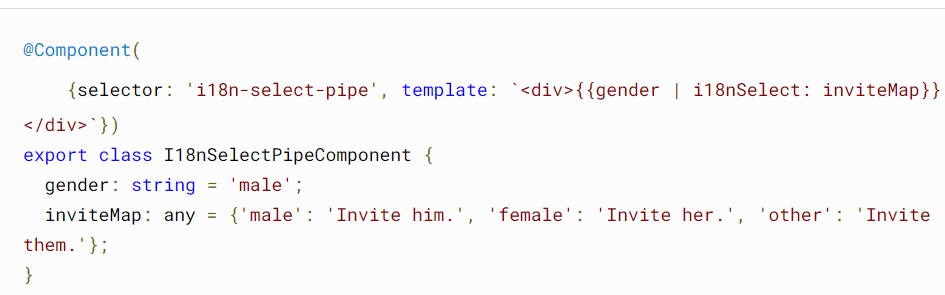 @Component(
    {selector: 'i18n-select-pipe', template: `<div>{{gender | i18nSelect: inviteMap}}
</div>`})
export class I18nSelectPipeComponent {
  gender: string = 'male';
  inviteMap: any = {'male': 'Invite him.', 'female': 'Invite her.', 'other': 'Invite
them.'};
}